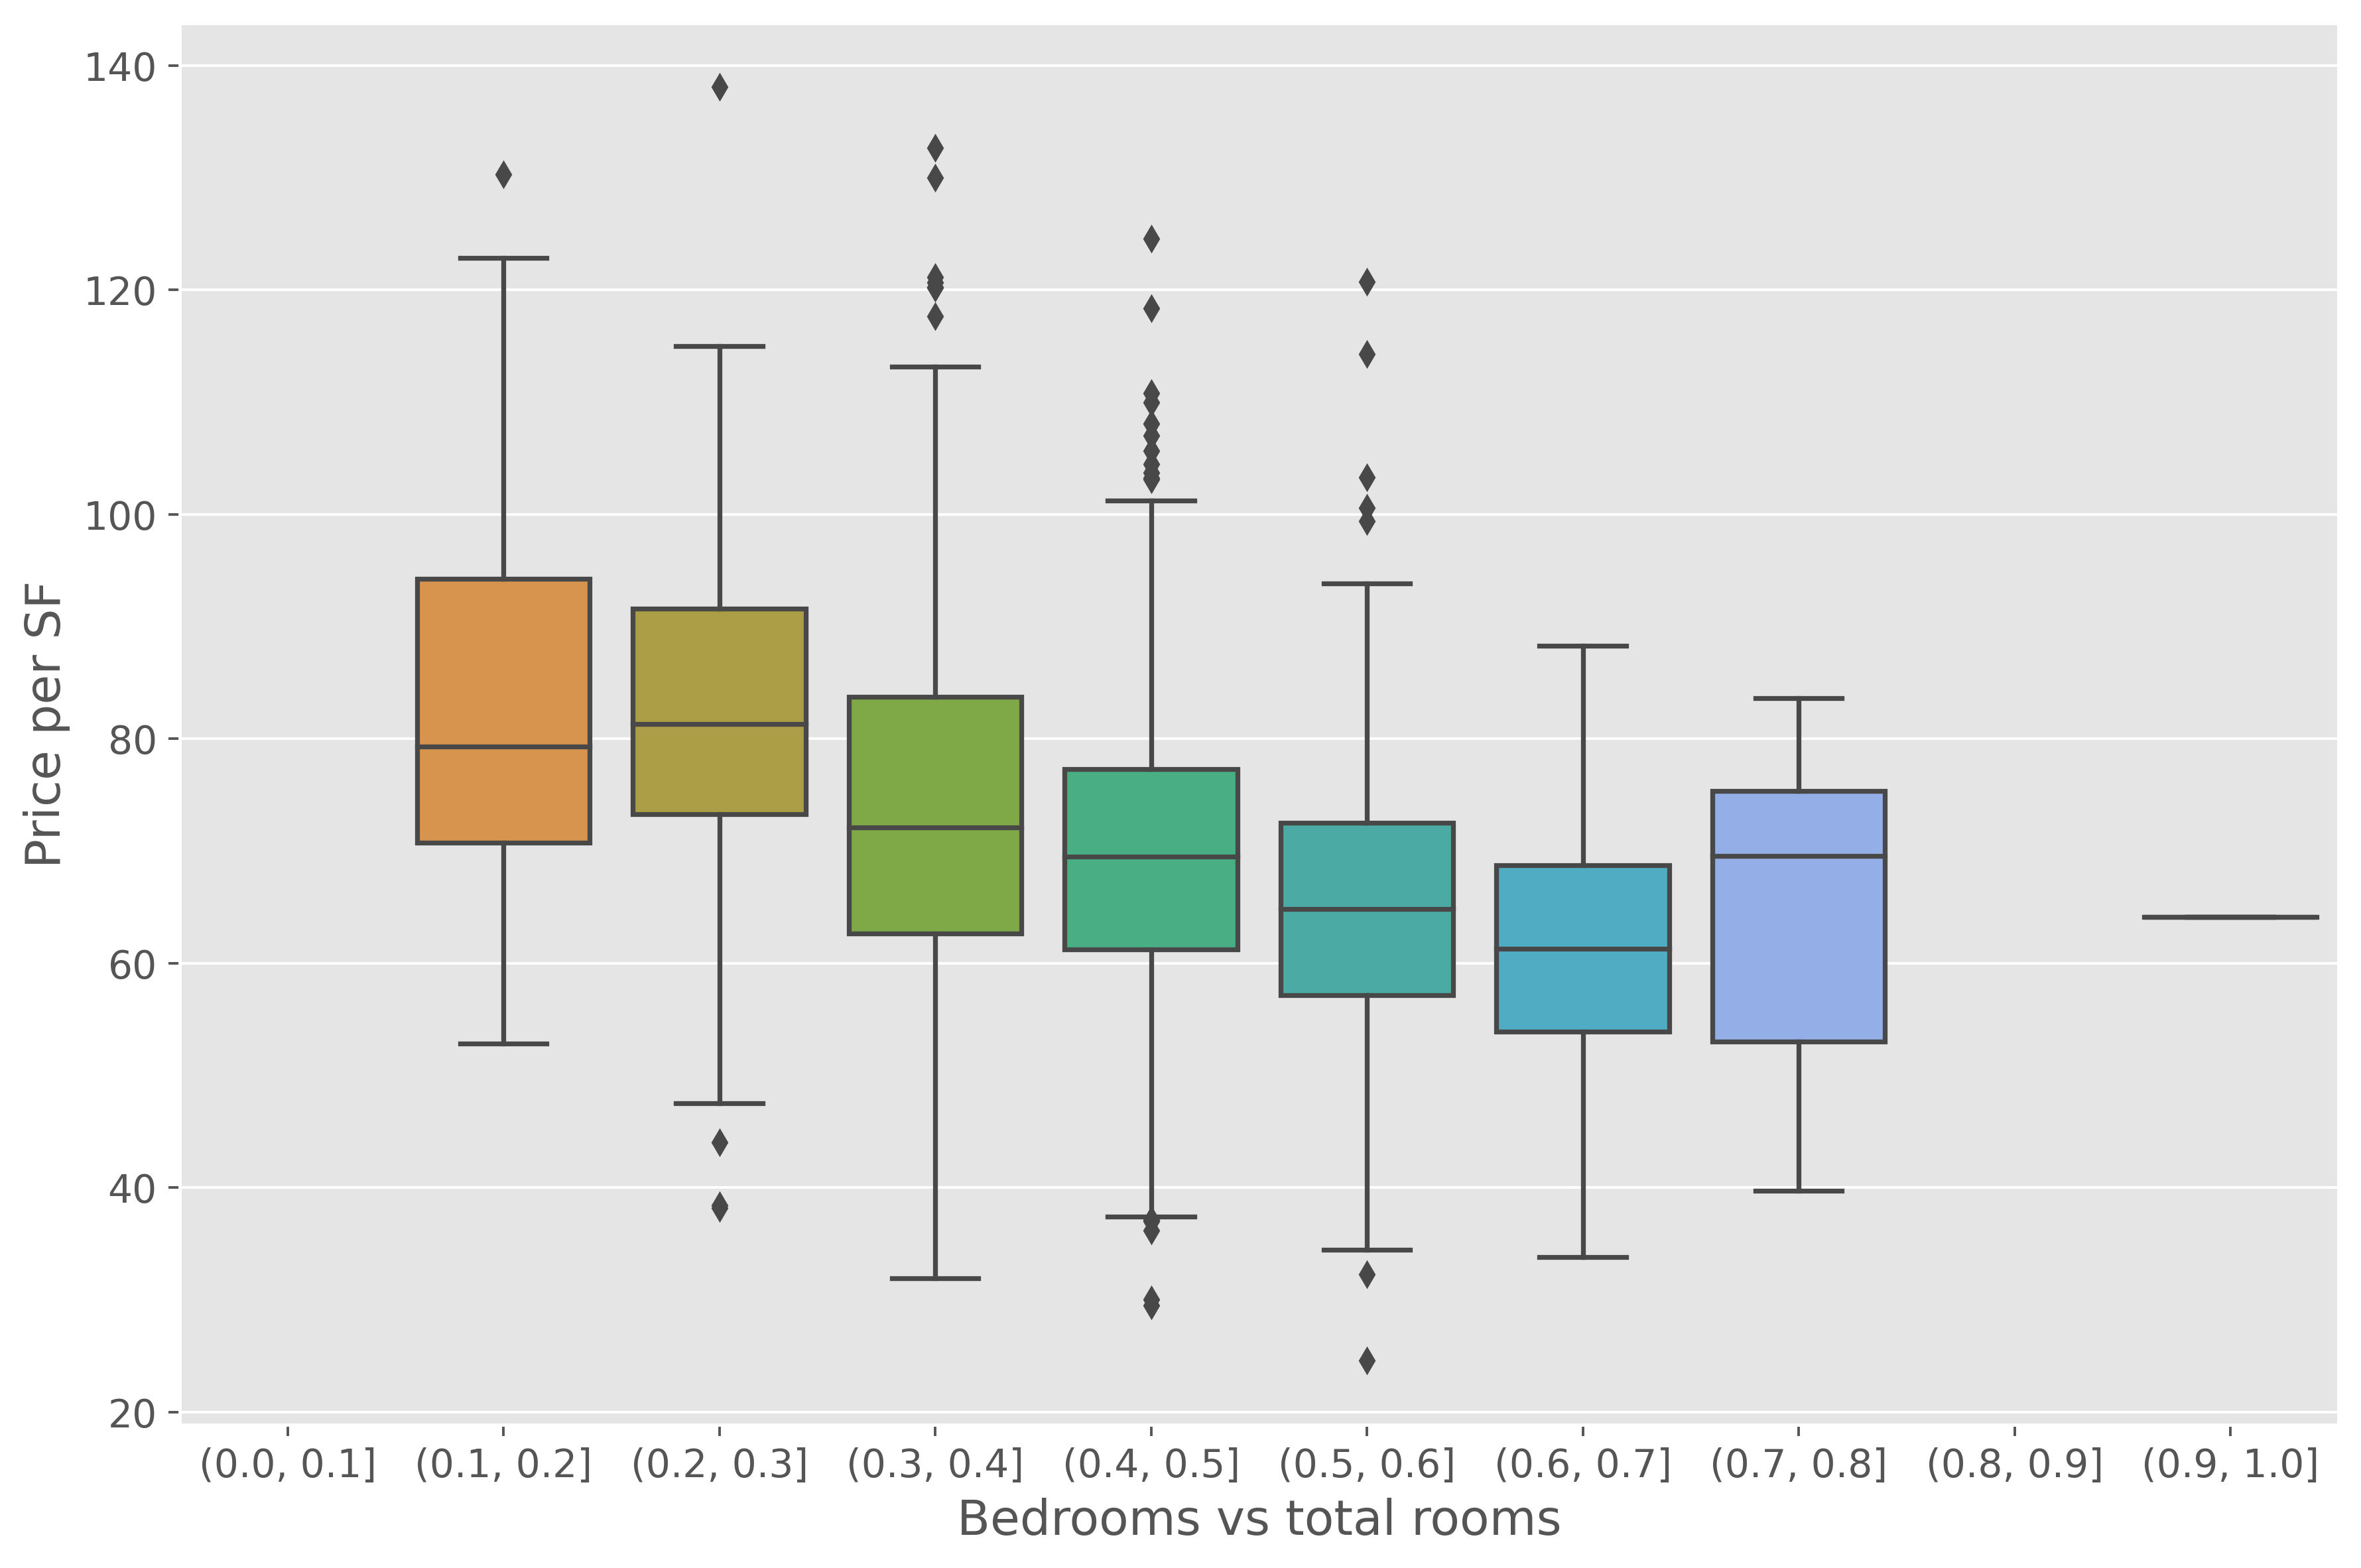 140
120
100
80
60
40
20
Price per SF
(0.0, 0.1] (0.1, 0.2] (0.2, 0.3] (0.3, 0.4] (0.4, 0.5] (0.5, 0.6] (0.6, 0.7] (0.7, 0.8] (0.8, 0.9] (0.9, 1.0]
Bedrooms vs total rooms